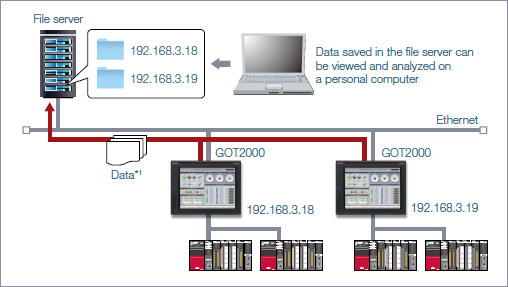 File server
192.168.3.18
192.168.3.19
Data saved in the file server can
be viewed and analyzed on
a personal computer
Ethernet
Data*1
GOT2000
GOT2000
192.168.3.18
192.168.3.19